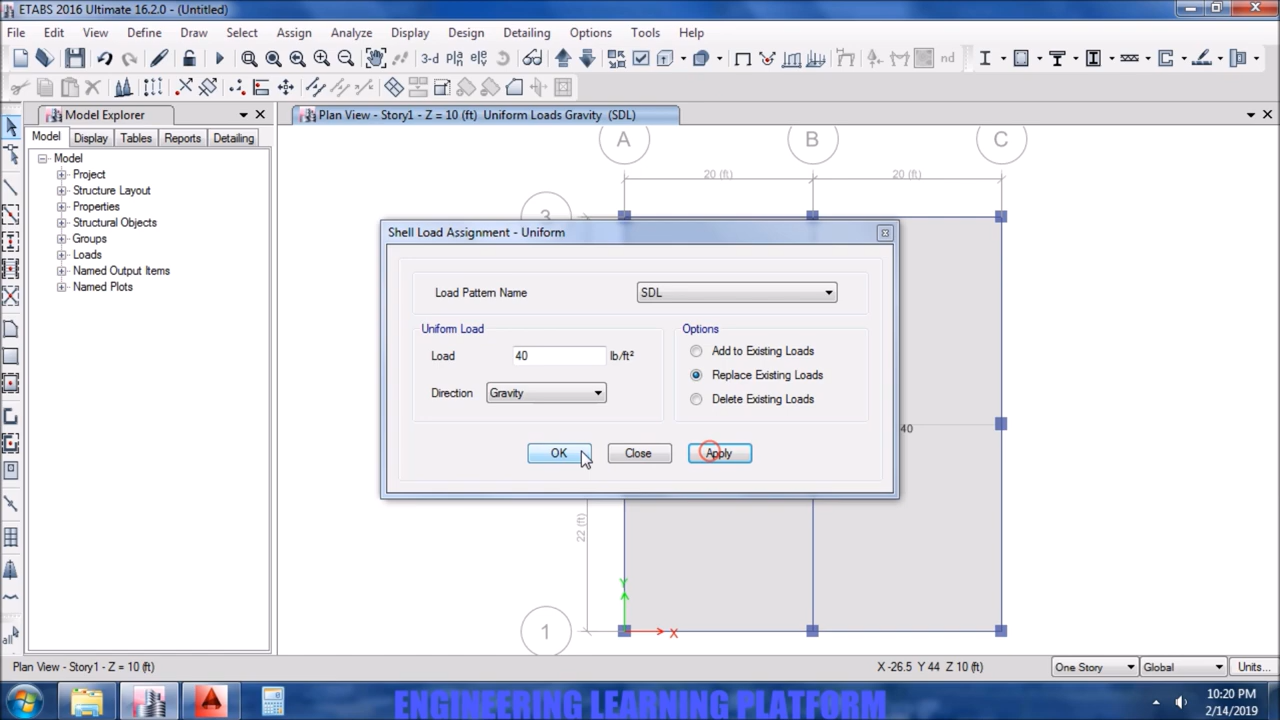 ETABS 2016 Ultimate 16.2.0 - (Untitled)
File Edit View Define Draw Select Assign Analyze Display Design Detailing Options Tools Help
3-d nd
Model Explorer
Plan View - Story1 - Z = 10 (ft) Uniform Loads Gravity (SDL)
Model Display Tables Reports Detailing
A B C
Model
Project
Structure Layout
Properties
Structural Objects
Groups
Loads
Named Output Items
Named Plots
20 (ft) 20 (ft)
3
Shell Load Assignment - Uniform
Load Pattern Name SDL
Uniform Load
Load 40 lb/ft²
Direction Gravity
Options
Add to Existing Loads
Replace Existing Loads
Delete Existing Loads
OK Close Apply
40
22 (ft)
Y
X
1
all
Plan View - Story1 - Z = 10 (ft)
X -26.5 Y 44 Z 10 (ft)
One Story Global Units...
ENGINEERING LEARNING PLATFORM
10:20 PM
2/14/2019